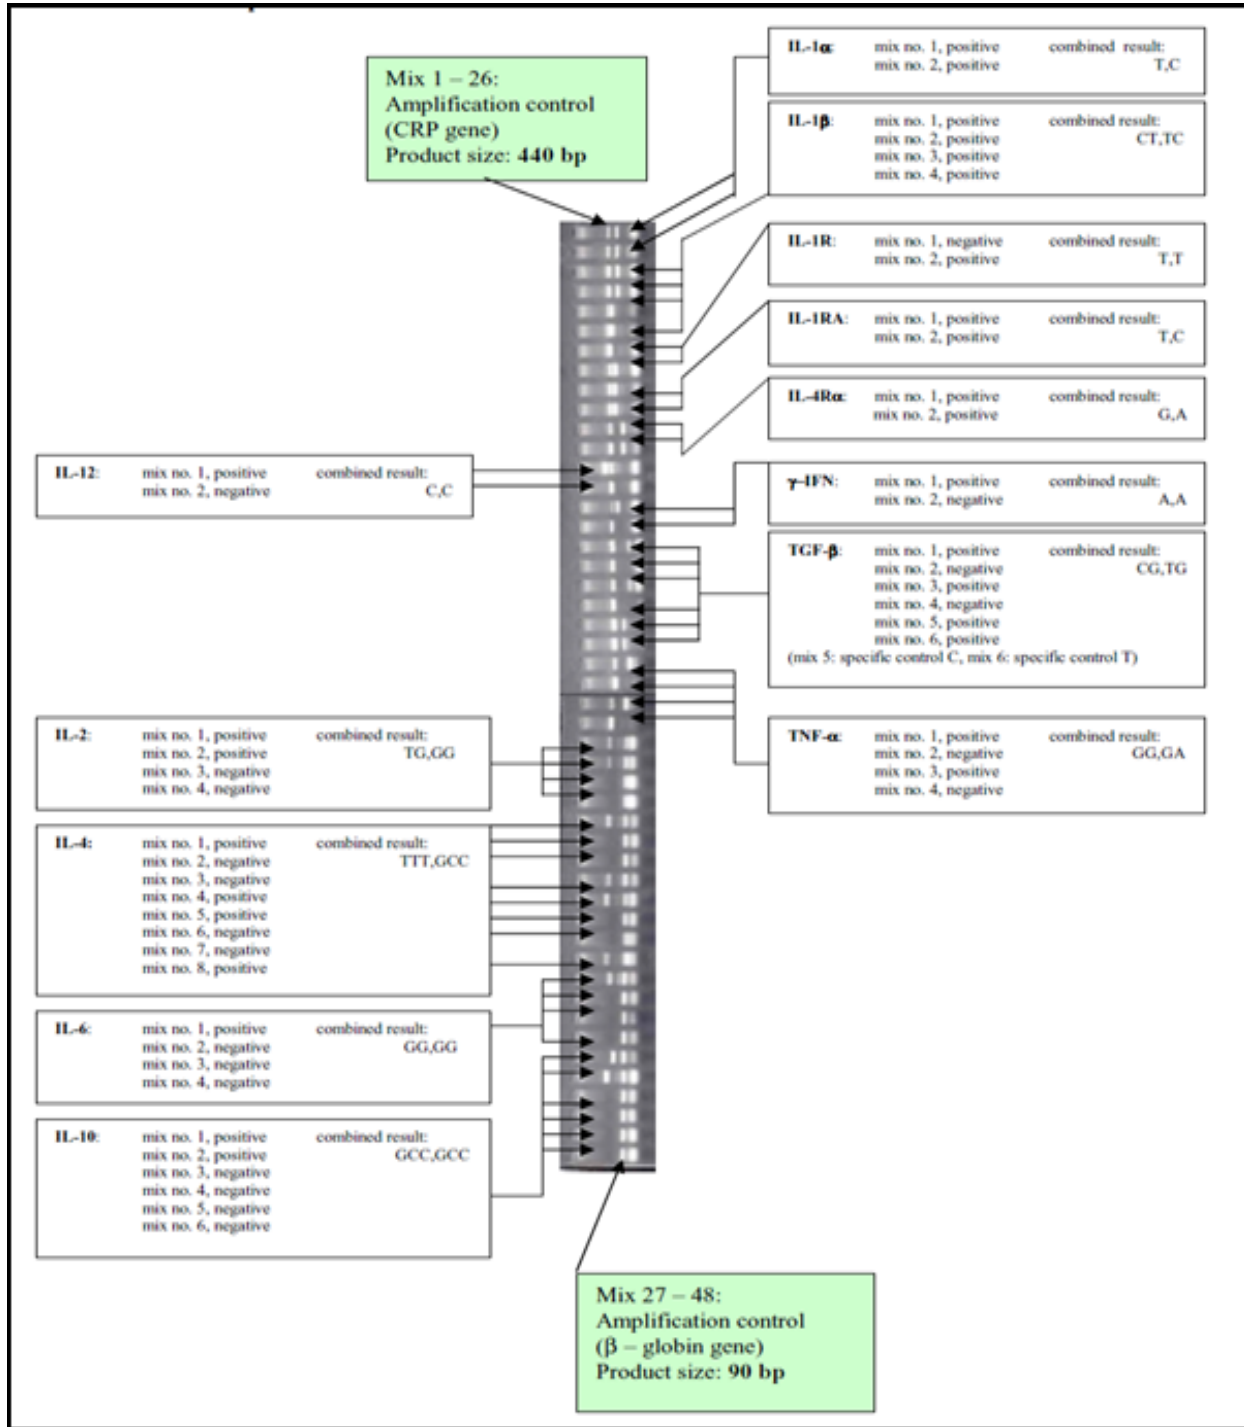 Mix 1 – 26:
Amplification control
(CRP gene)
Product size: 440 bp
IL-1α: mix no. 1, positive combined result:
mix no. 2, positive T,C
IL-1β: mix no. 1, positive combined result:
mix no. 2, positive CT,TC
mix no. 3, positive
mix no. 4, positive
IL-1R: mix no. 1, negative combined result:
mix no. 2, positive T,T
IL-1RA: mix no. 1, positive combined result:
mix no. 2, positive T,C
IL-4Rα: mix no. 1, positive combined result:
mix no. 2, positive G,A
IL-12: mix no. 1, positive combined result:
mix no. 2, negative C,C
γ-IFN: mix no. 1, positive combined result:
mix no. 2, negative A,A
TGF-β: mix no. 1, positive combined result:
mix no. 2, negative CG,TG
mix no. 3, positive
mix no. 4, negative
mix no. 5, positive
mix no. 6, positive
(mix 5: specific control C, mix 6: specific control T)
IL-2: mix no. 1, positive combined result:
mix no. 2, positive TG,GG
mix no. 3, negative
mix no. 4, negative
TNF-α: mix no. 1, positive combined result:
mix no. 2, negative GG,GA
mix no. 3, positive
mix no. 4, negative
IL-4: mix no. 1, positive combined result:
mix no. 2, negative TTT,GCC
mix no. 3, negative
mix no. 4, positive
mix no. 5, positive
mix no. 6, negative
mix no. 7, negative
mix no. 8, positive
IL-6: mix no. 1, positive combined result:
mix no. 2, negative GG,GG
mix no. 3, negative
mix no. 4, negative
IL-10: mix no. 1, positive combined result:
mix no. 2, positive GCC,GCC
mix no. 3, negative
mix no. 4, negative
mix no. 5, negative
mix no. 6, negative
Mix 27 – 48:
Amplification control
(β – globin gene)
Product size: 90 bp